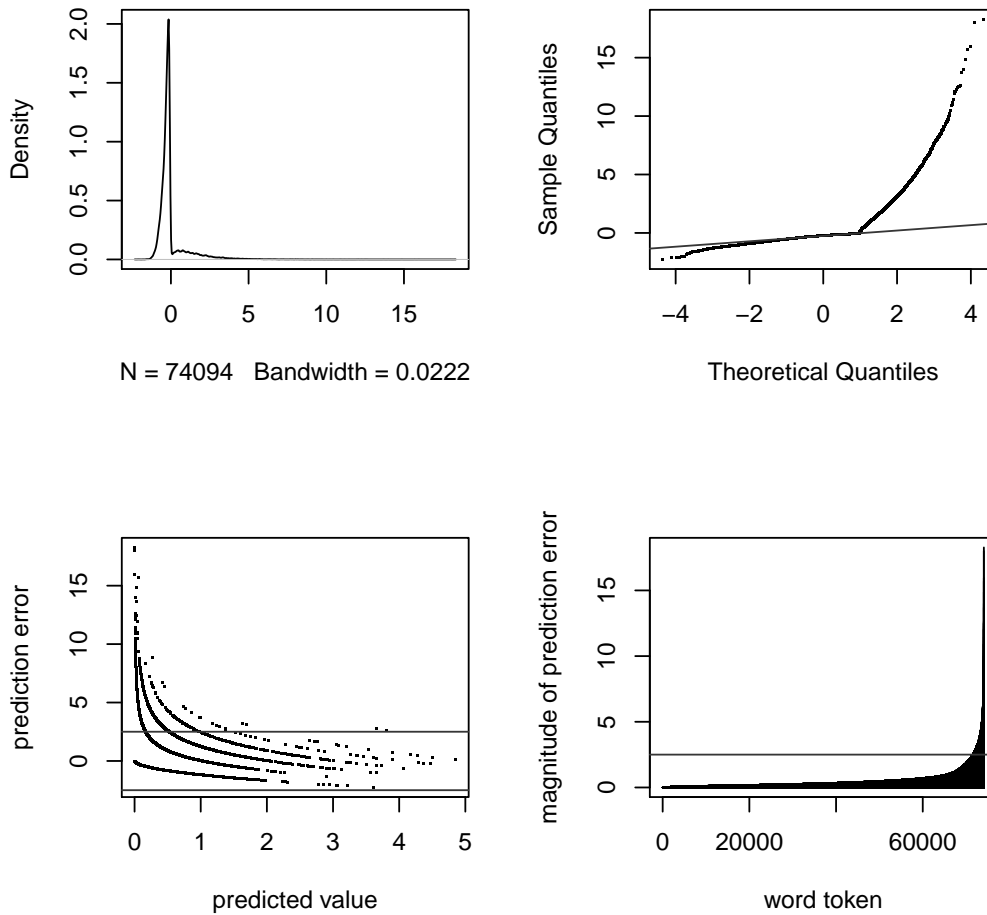 Density
0.0 0.5 1.0 1.5 2.0
0 5 10 15
N = 74094 Bandwidth = 0.0222
Sample Quantiles
0 5 10 15
−4 −2 0 2 4
Theoretical Quantiles
prediction error
0 5 10 15
0 1 2 3 4 5
predicted value
magnitude of prediction error
0 5 10 15
0 20000 60000
word token